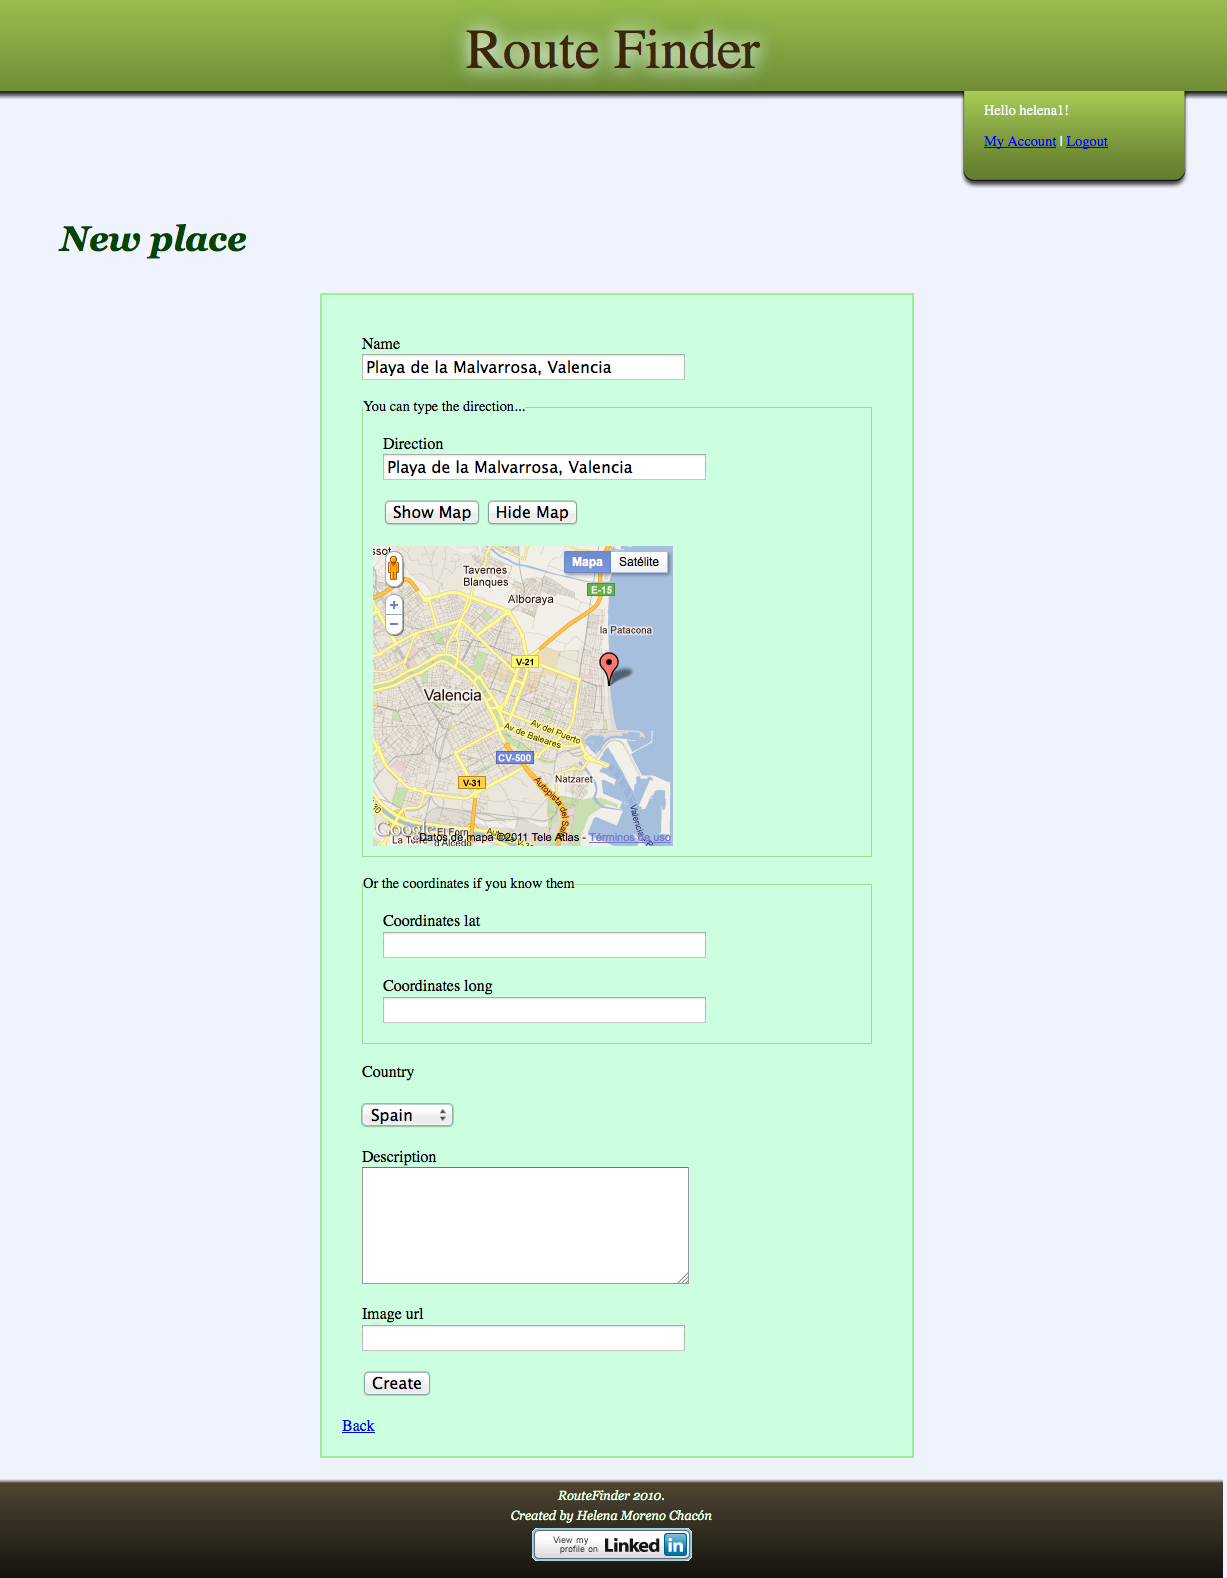 Route Finder
Hello helena1!
My Account | Logout
New place
Name
Playa de la Malvarrosa, Valencia
You can type the direction...
Direction
Playa de la Malvarrosa, Valencia
Show Map Hide Map
Mapa Satélite
Tavernes
Blanques
Alboraya
E-15
la Patacona
V-21
Valencia
Av del Puerto
Av de Baleares
CV-500
Natzaret
V-31
Autopista del
Google
El Forn
d'Alcedo
Datos de mapa ©2011 Tele Atlas - Términos de uso
Or the coordinates if you know them
Coordinates lat
Coordinates long
Country
Spain
Description
Image url
Create
Back
RouteFinder 2010.
Created by Helena Moreno Chacón
View my
profile on Linked in